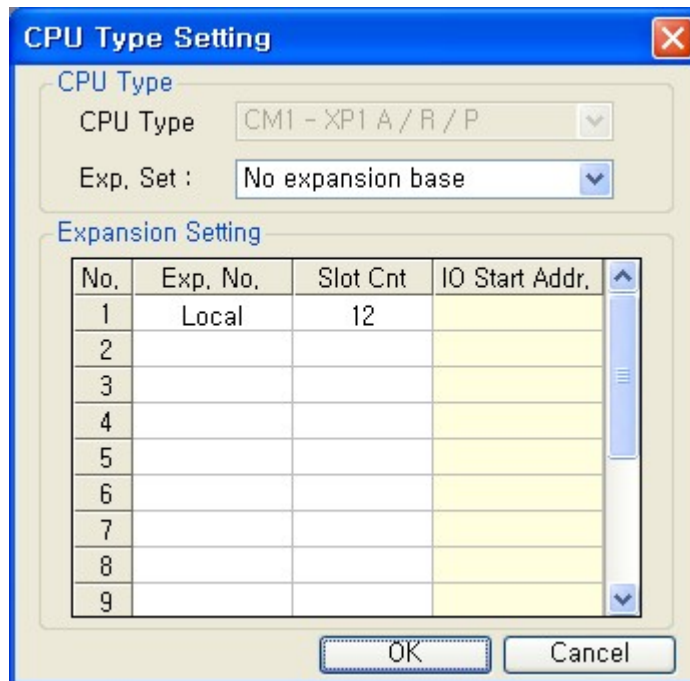 CPU Type Setting
CPU Type
CPU Type CM1 - XP1 A / R / P
Exp. Set : No expansion base
Expansion Setting
No. Exp. No. Slot Cnt IO Start Addr.
1 Local 12
2
3
4
5
6
7
8
9
OK Cancel